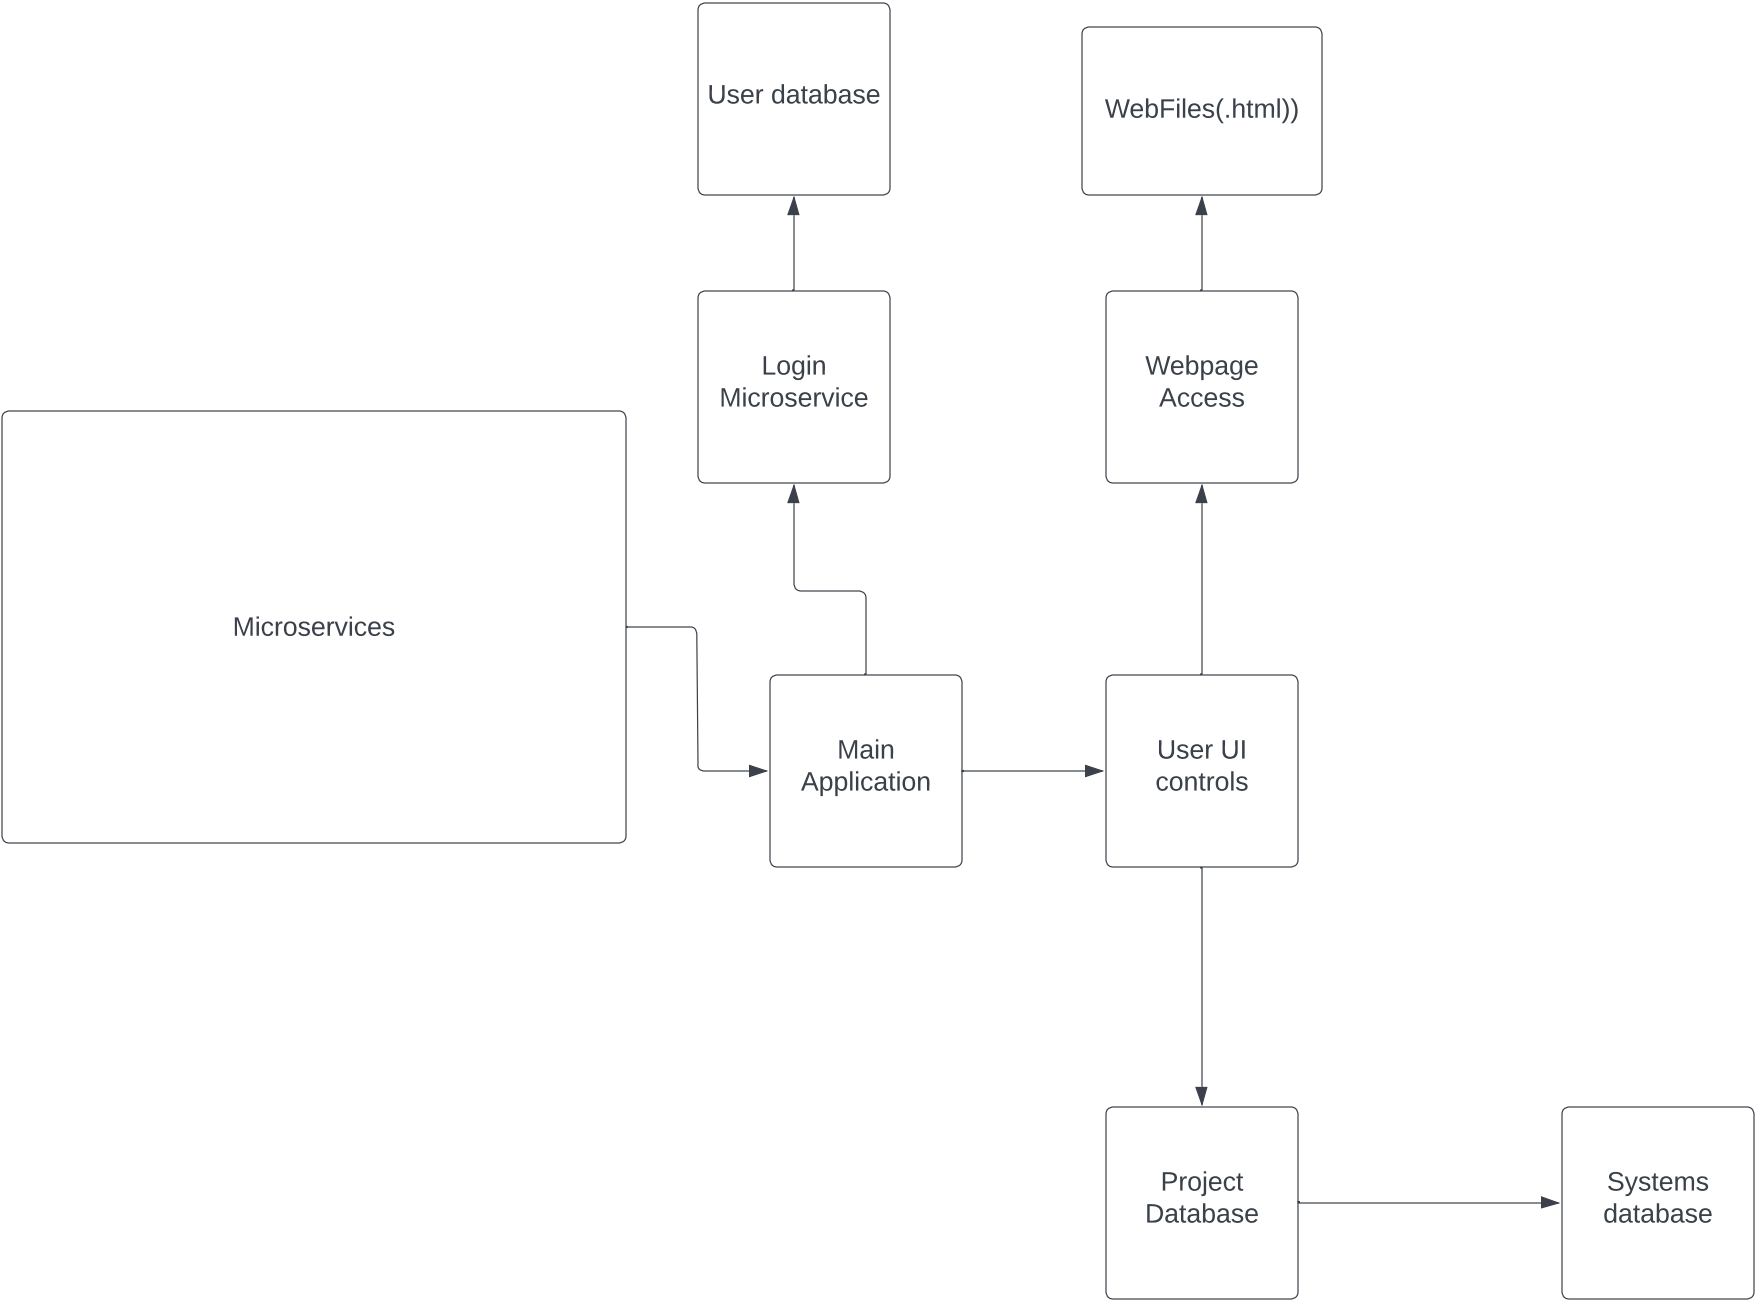 User database
WebFiles(.html))
Login
Microservice
Webpage
Access
Microservices
Main
Application
User UI
controls
Project
Database
Systems
database